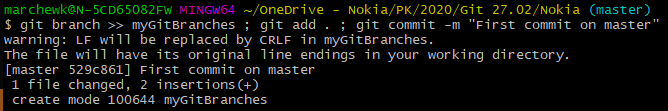 marchewk@N-5CD65082FW MINGW64 ~/OneDrive - Nokia/PK/2020/Git 27.02/Nokia (master)
$ git branch >> myGitBranches ; git add . ; git commit -m "First commit on master"
warning: LF will be replaced by CRLF in myGitBranches.
The file will have its original line endings in your working directory.
[master 529c861] First commit on master
 1 file changed, 2 insertions(+)
 create mode 100644 myGitBranches